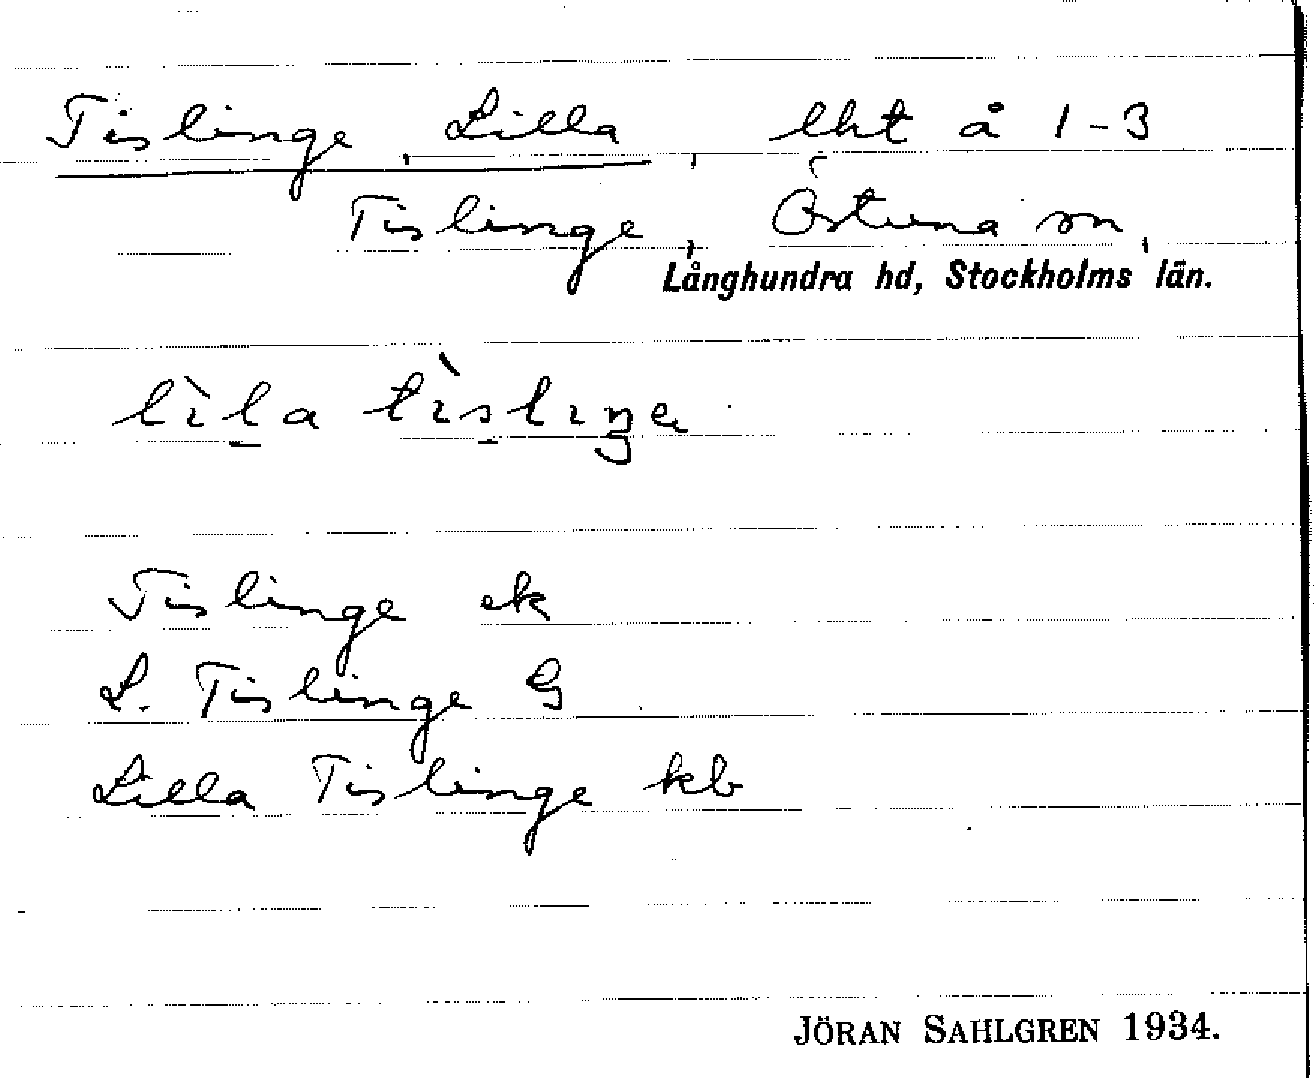 Tislinge, Lilla, lht å 1-3
Tislinge, Östuna sn,
Långhundra hd, Stockholms län.
lìla tìslıŋe
Tislinge ek
L. Tislinge G
Lilla Tislinge kb
JÖRAN SAHLGREN 1934.